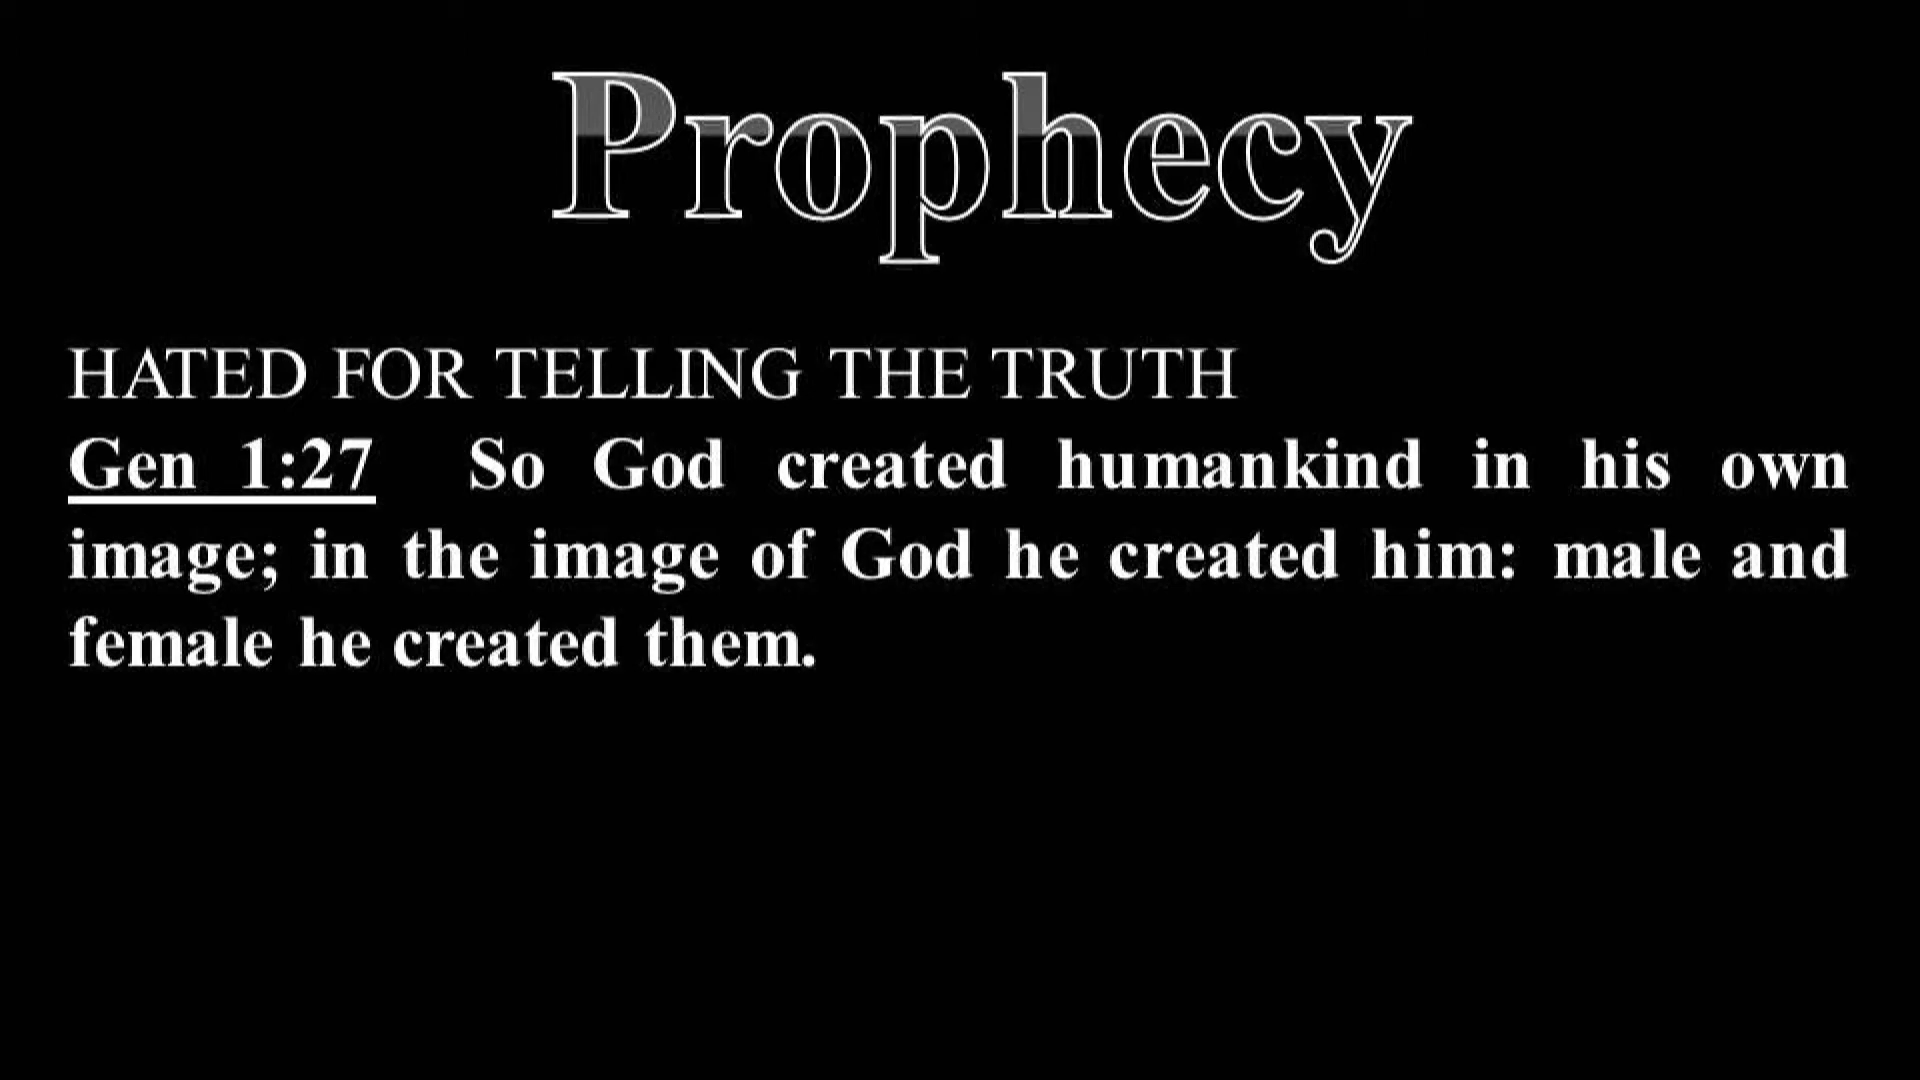 Prophecy
HATED FOR TELLING THE TRUTH
Gen 1:27 So God created humankind in his own
image; in the image of God he created him: male and
female he created them.